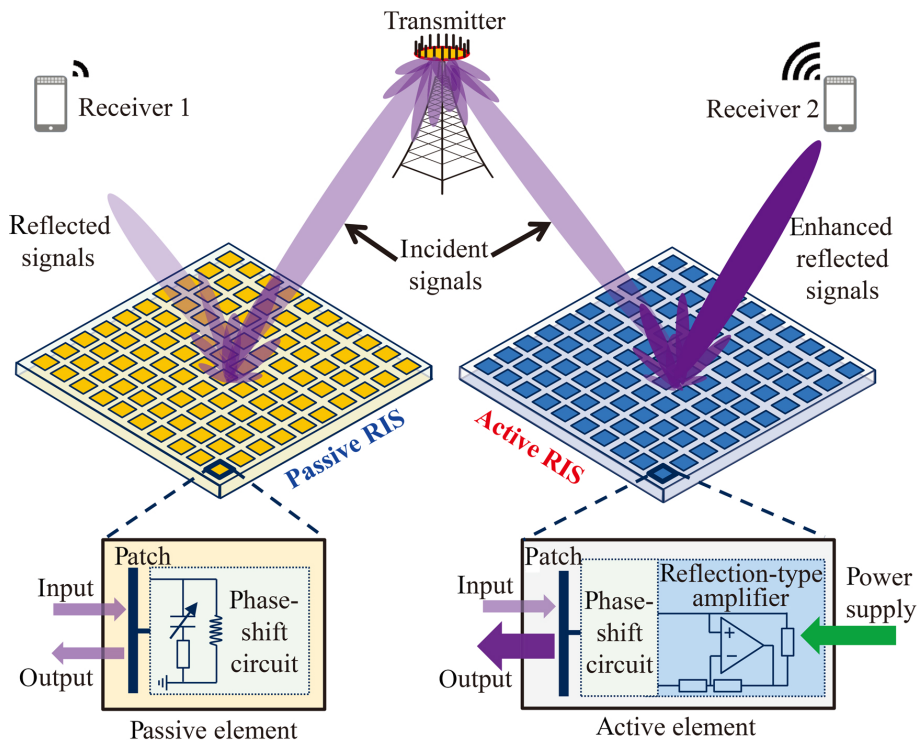 Transmitter
Receiver 1
Receiver 2
Reflected
signals
Incident
signals
Enhanced
reflected
signals
Passive RIS
Active RIS
Patch
Input
Phase-
shift
circuit
Output
Passive element
Patch
Input
Phase-
shift
circuit
Reflection-type
amplifier
Power
supply
Output
Active element